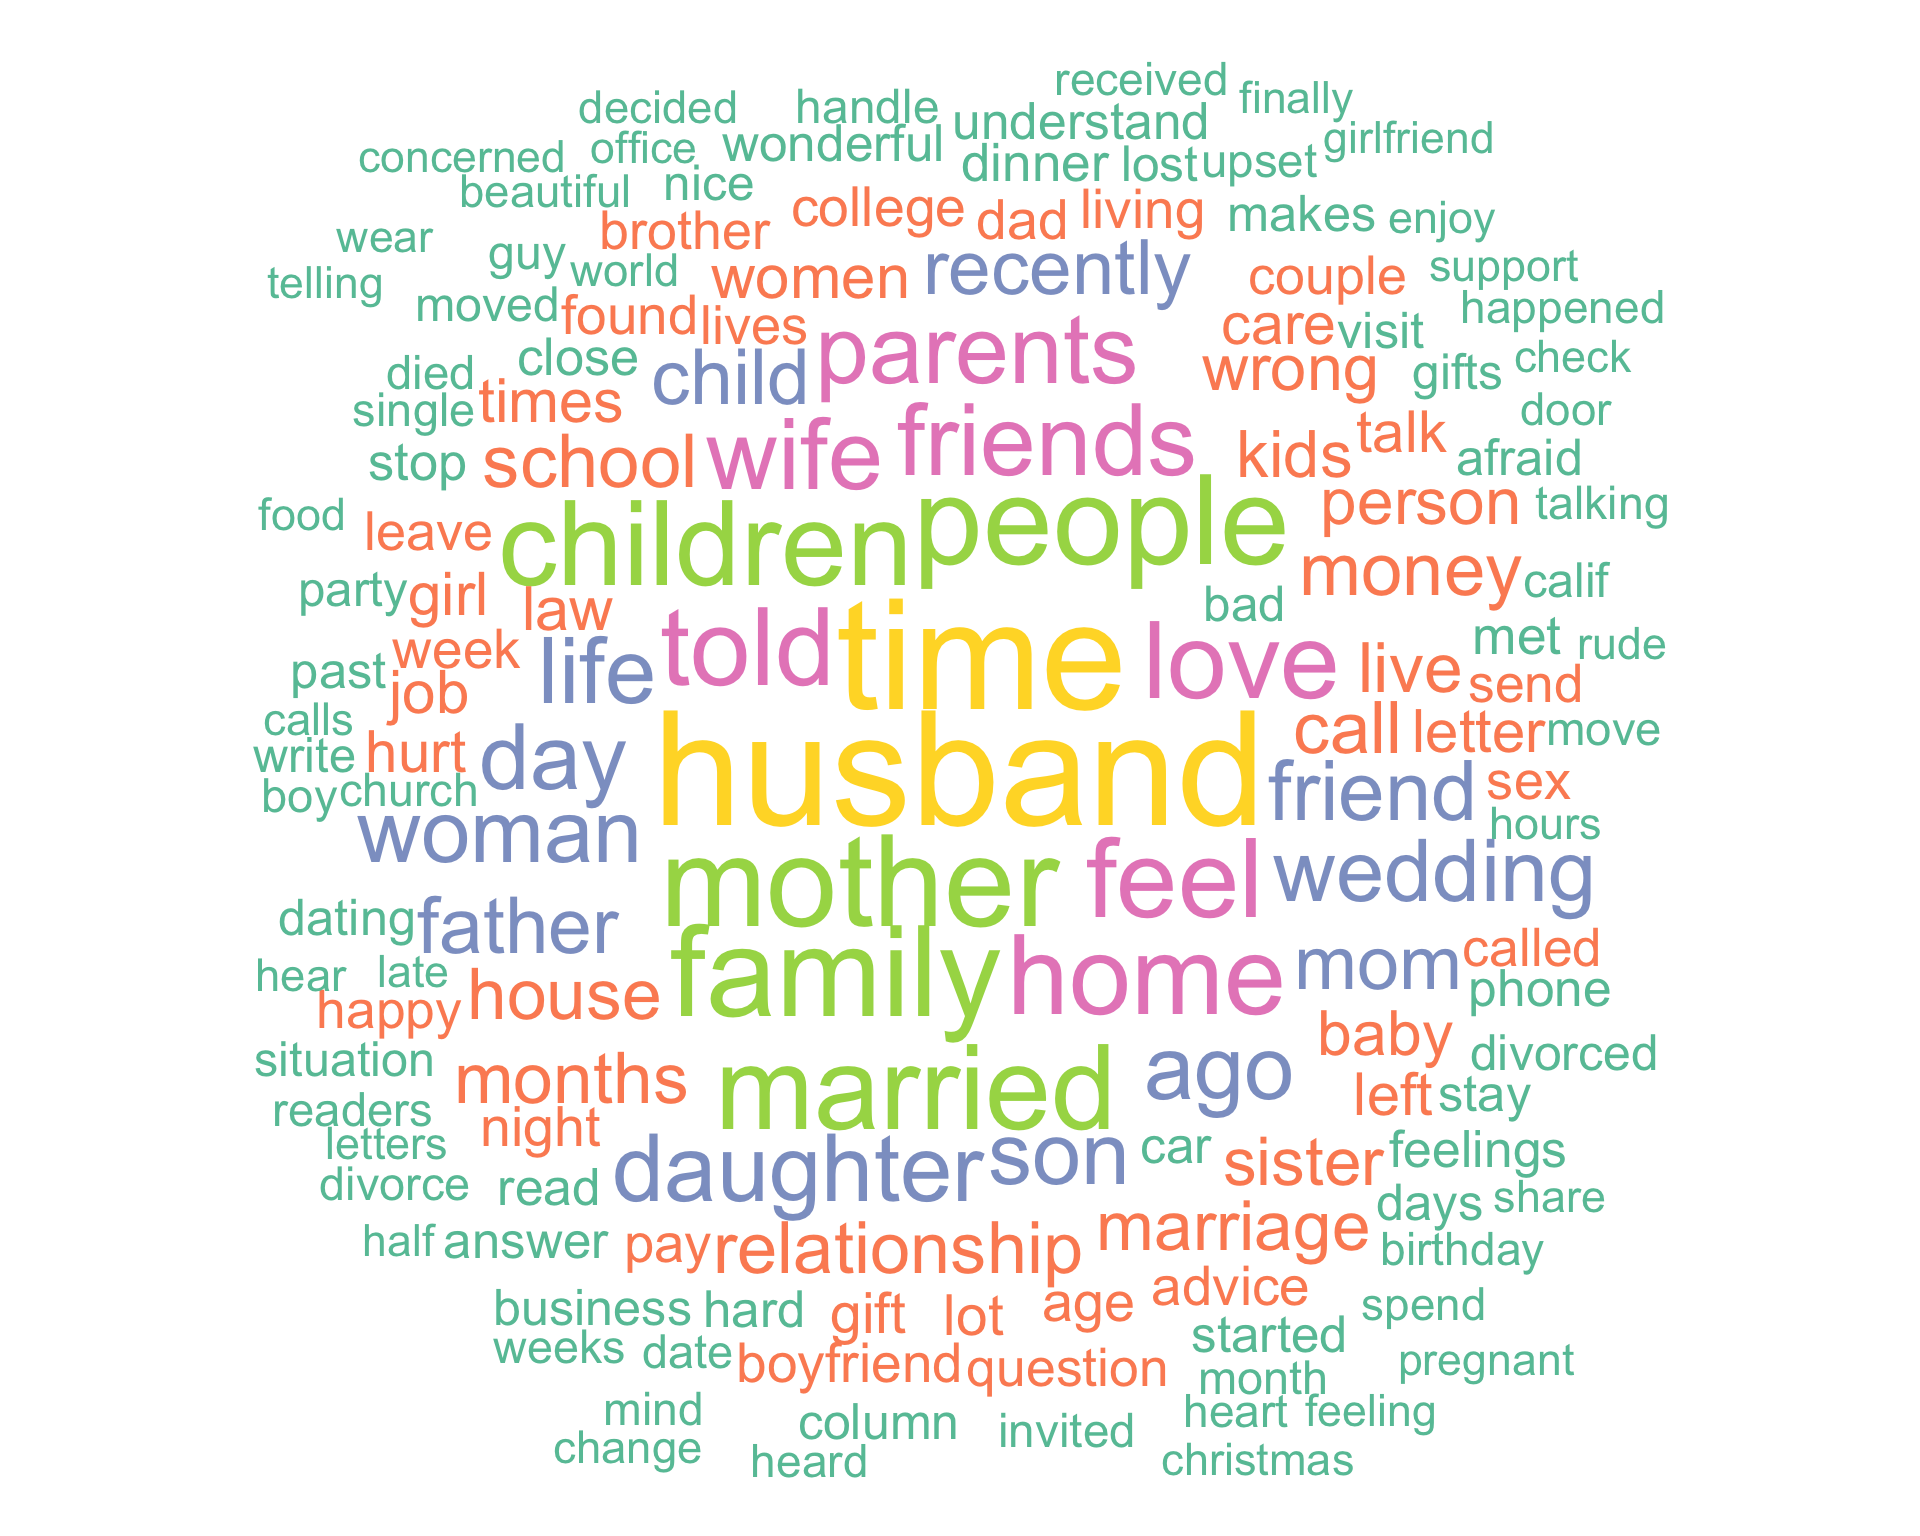 received
decided handle finally
understand
concerned office wonderful girlfriend
dinner lost upset
beautiful nice
college dad living makes enjoy
brother
wear guy women recently
telling world couple support
moved found lives happened
parents care visit
died close child wrong gifts check
single times door
friends talk
stop school wife kids afraid
food leave children people person talking
party girl law money calif
bad
past week life told time love live met rude
job send
calls call letter move
write hurt day husband
boy church friend sex
woman hours
mother feel wedding
dating father
called
hear late family home mom phone
happy house
situation baby divorced
months married ago left stay
readers night
letters car feelings
divorce read daughter son sister
days share
half answer pay relationship marriage birthday
business hard gift lot age advice spend
weeks date started
boyfriend question month pregnant
mind column invited heart feeling
change heard christmas